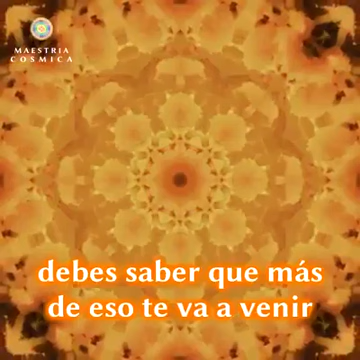 MAESTRIA
COSMICA
debes saber que más
de eso te va a venir